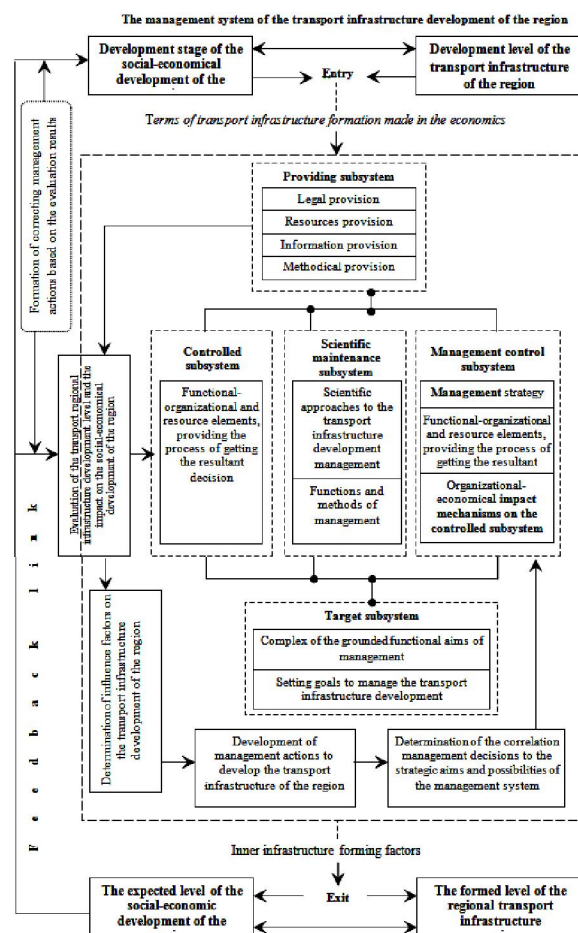 The management system of the transport infrastructure development of the region
Development stage of the
social-economical
development of the
Development level of the
transport infrastructure
of the region
Entry
Terms of transport infrastructure formation made in the economics
Formation of correcting management
actions based on the evaluation results
Providing subsystem
Legal provision
Resources provision
Information provision
Methodical provision
Evaluation of the transport regional
infrastructure development level and the
impact on the social-economical
development of the region
Controlled
subsystem
Functional-
organizational and
resource elements,
providing the process of
getting the resultant
decision
Scientific
maintenance
subsystem
Scientific
approaches to the
transport
infrastructure
development
management
Functions and
methods of
management
Management control
subsystem
Management strategy
Functional-organizational
and resource elements,
providing the process of
getting the resultant
Organizational-
economical impact
mechanisms on the
controlled subsystem
Feedback link
Target subsystem
Complex of the grounded functional aims of
management
Setting goals to manage the transport
infrastructure development
Determination of influence factors on
the transport infrastructure
development of the region
Development of
management actions to
develop the transport
infrastructure of the region
Determination of the correlation
management decisions to the
strategic aims and possibilities of
the management system
Inner infrastructure forming factors
The expected level of the
social-economic
development of the
Exit
The formed level of the
regional transport
infrastructure